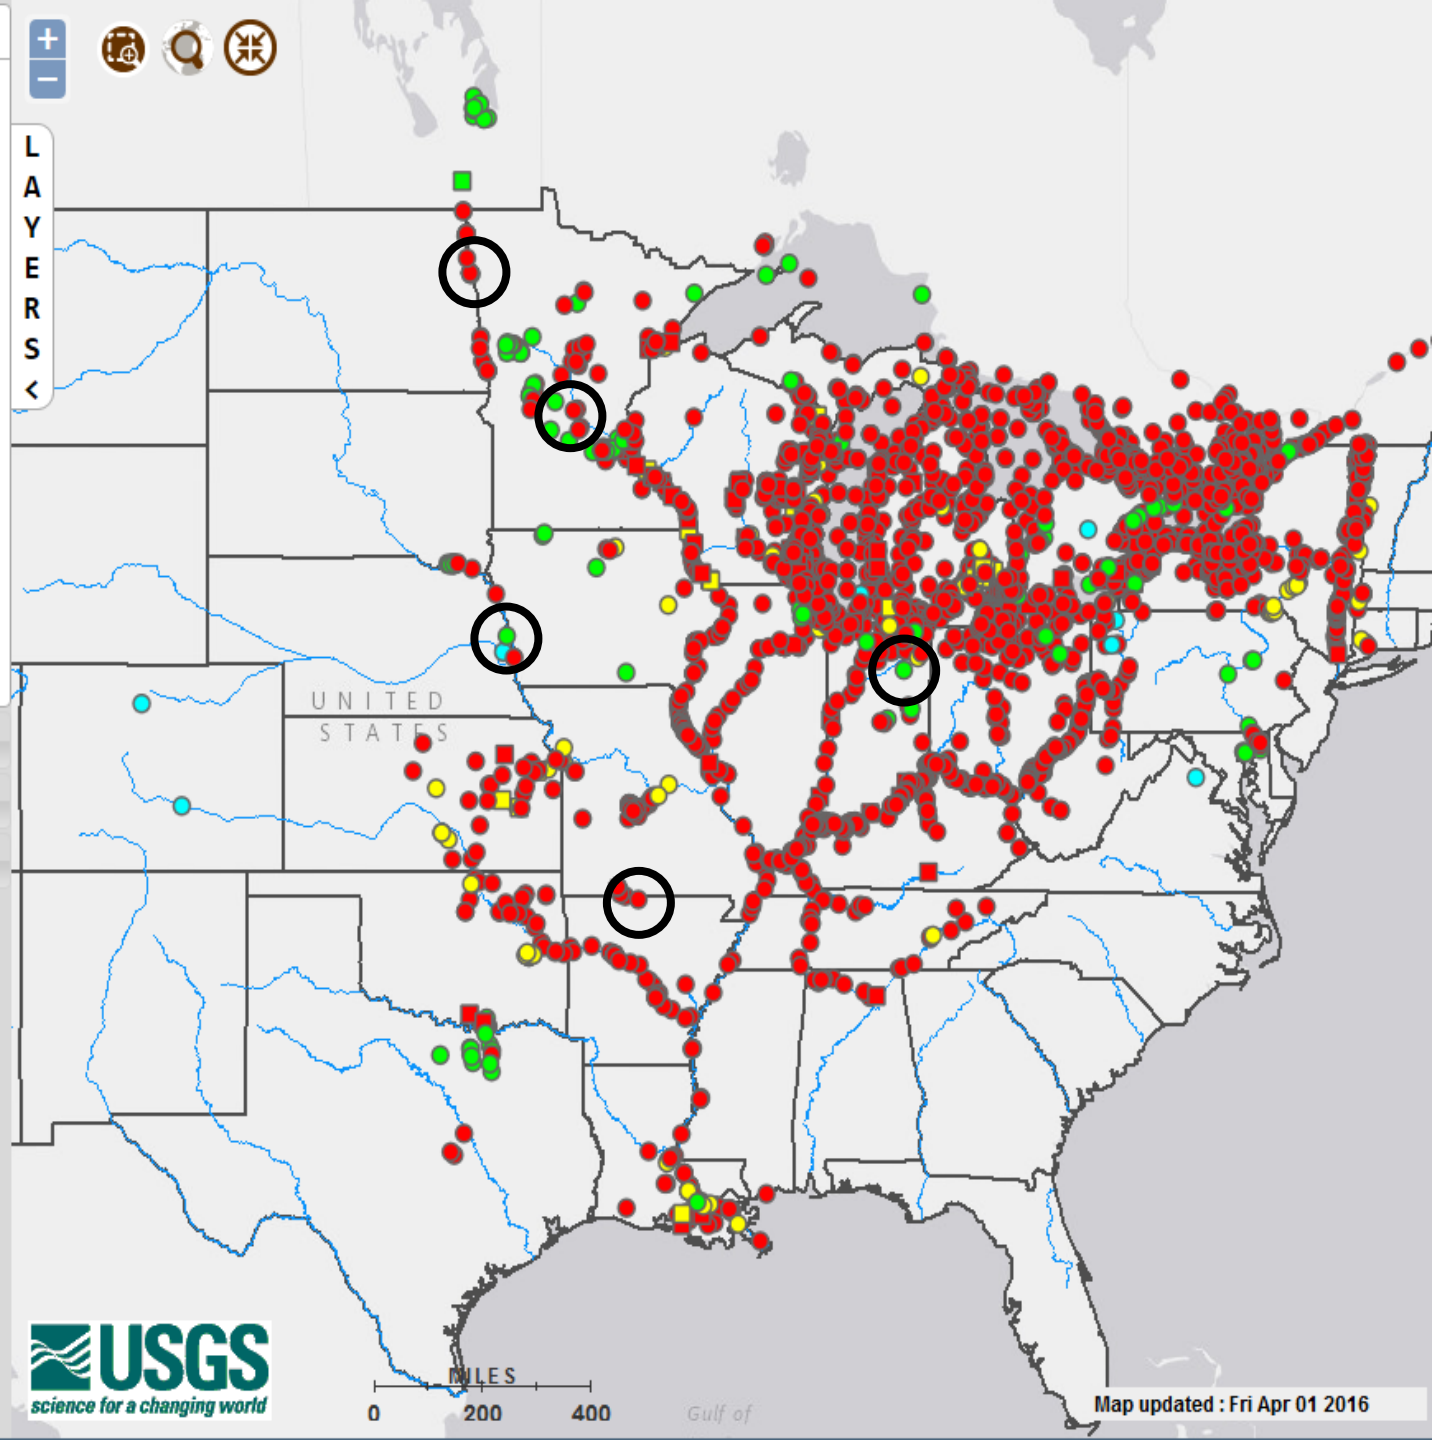 +
−
L
A
Y
E
R
S
<
UNITED
STATES
USGS
science for a changing world
MILES
0 200 400
Gulf of
Map updated : Fri Apr 01 2016